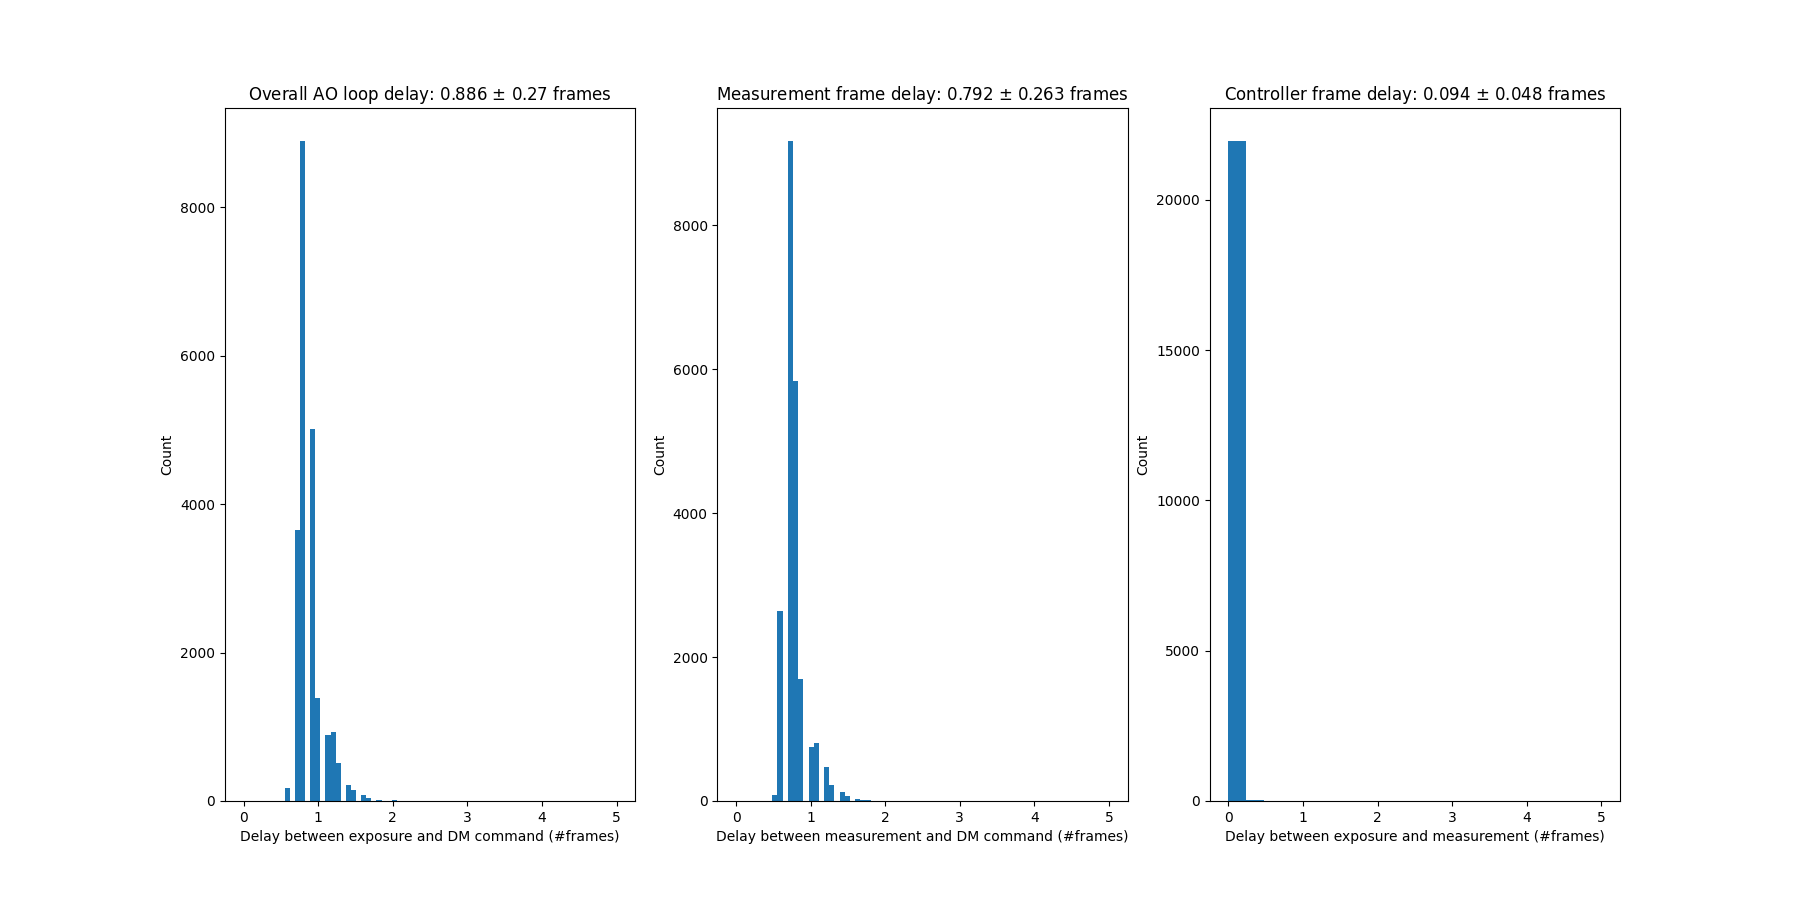 Overall AO loop delay: 0.886 ± 0.27 frames
8000
6000
4000
2000
0
Count
0 1 2 3 4 5
Delay between exposure and DM command (#frames)
Measurement frame delay: 0.792 ± 0.263 frames
8000
6000
4000
2000
0
Count
0 1 2 3 4 5
Delay between measurement and DM command (#frames)
Controller frame delay: 0.094 ± 0.048 frames
20000
15000
10000
5000
0
Count
0 1 2 3 4 5
Delay between exposure and measurement (#frames)